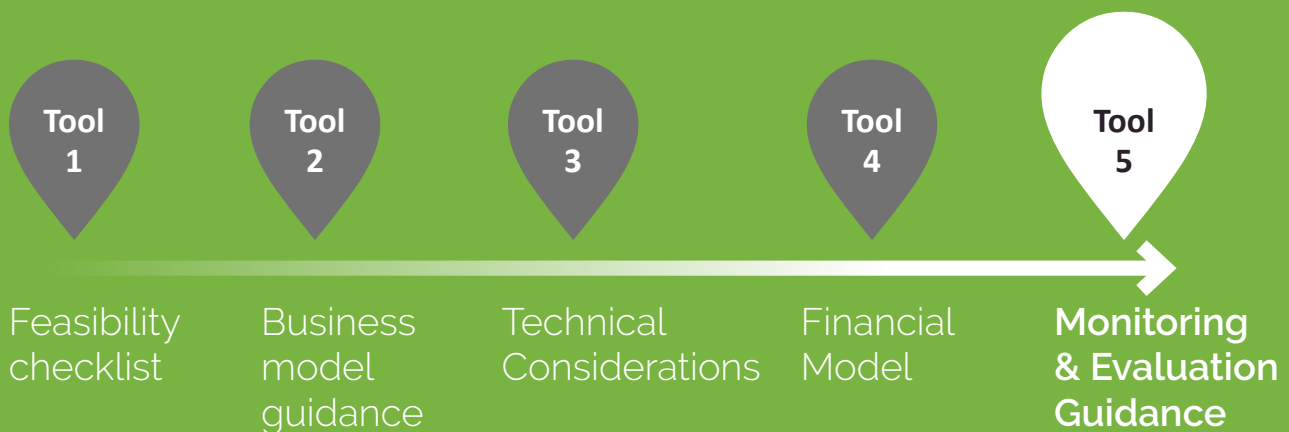 Tool
1
Tool
2
Tool
3
Tool
4
Tool
5
Feasibility
checklist
Business
model
guidance
Technical
Considerations
Financial
Model
Monitoring
& Evaluation
Guidance